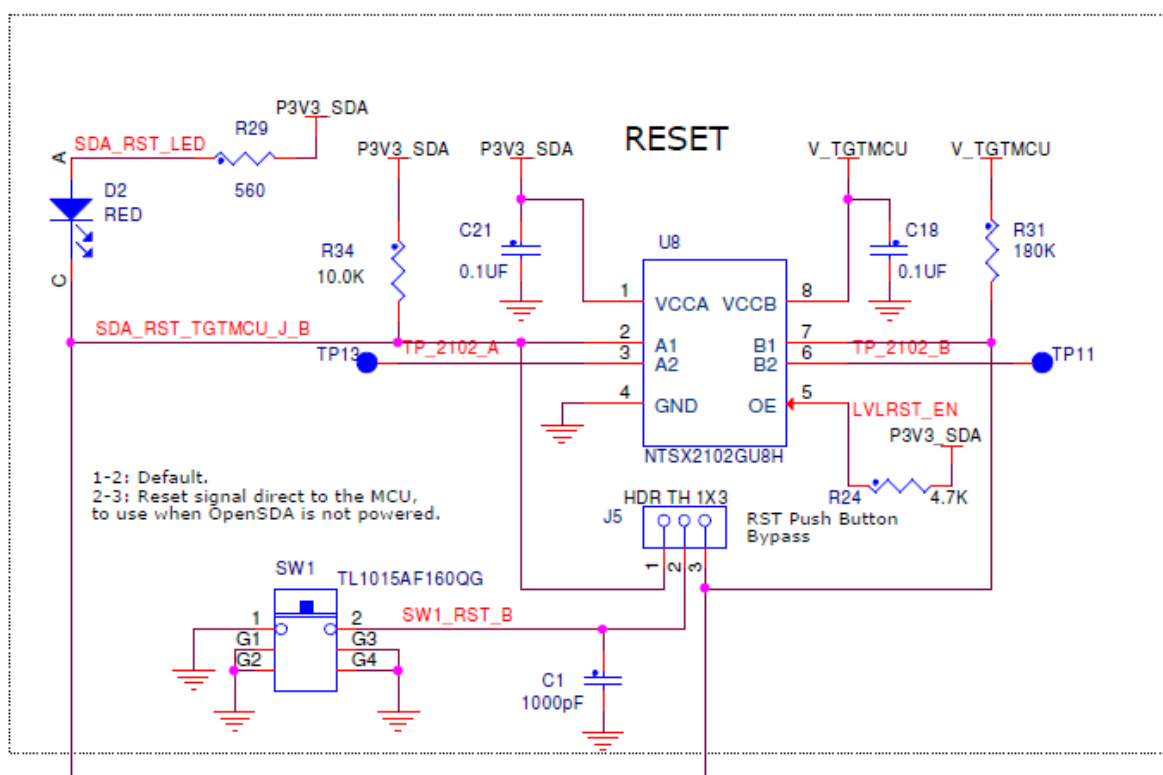 RESET
P3V3_SDA
R29
SDA_RST_LED
560
A
D2
RED
C
P3V3_SDA
R34
10.0K
P3V3_SDA
C21
0.1UF
V_TGTMCU
C18
0.1UF
V_TGTMCU
R31
180K
U8
1 VCCA VCCB 8
SDA_RST_TGTMCU_J_B
2 A1 B1 7
TP13 TP_2102_A 3 A2 B2 6 TP_2102_B TP11
4 GND OE 5
LVLRST_EN
P3V3_SDA
NTSX2102GU8H
R24 4.7K
1-2: Default.
2-3: Reset signal direct to the MCU,
to use when OpenSDA is not powered.
HDR TH 1X3
J5
RST Push Button
Bypass
1 2 3
SW1
TL1015AF160QG
1 2 SW1_RST_B
G1 G3
G2 G4
C1
1000pF